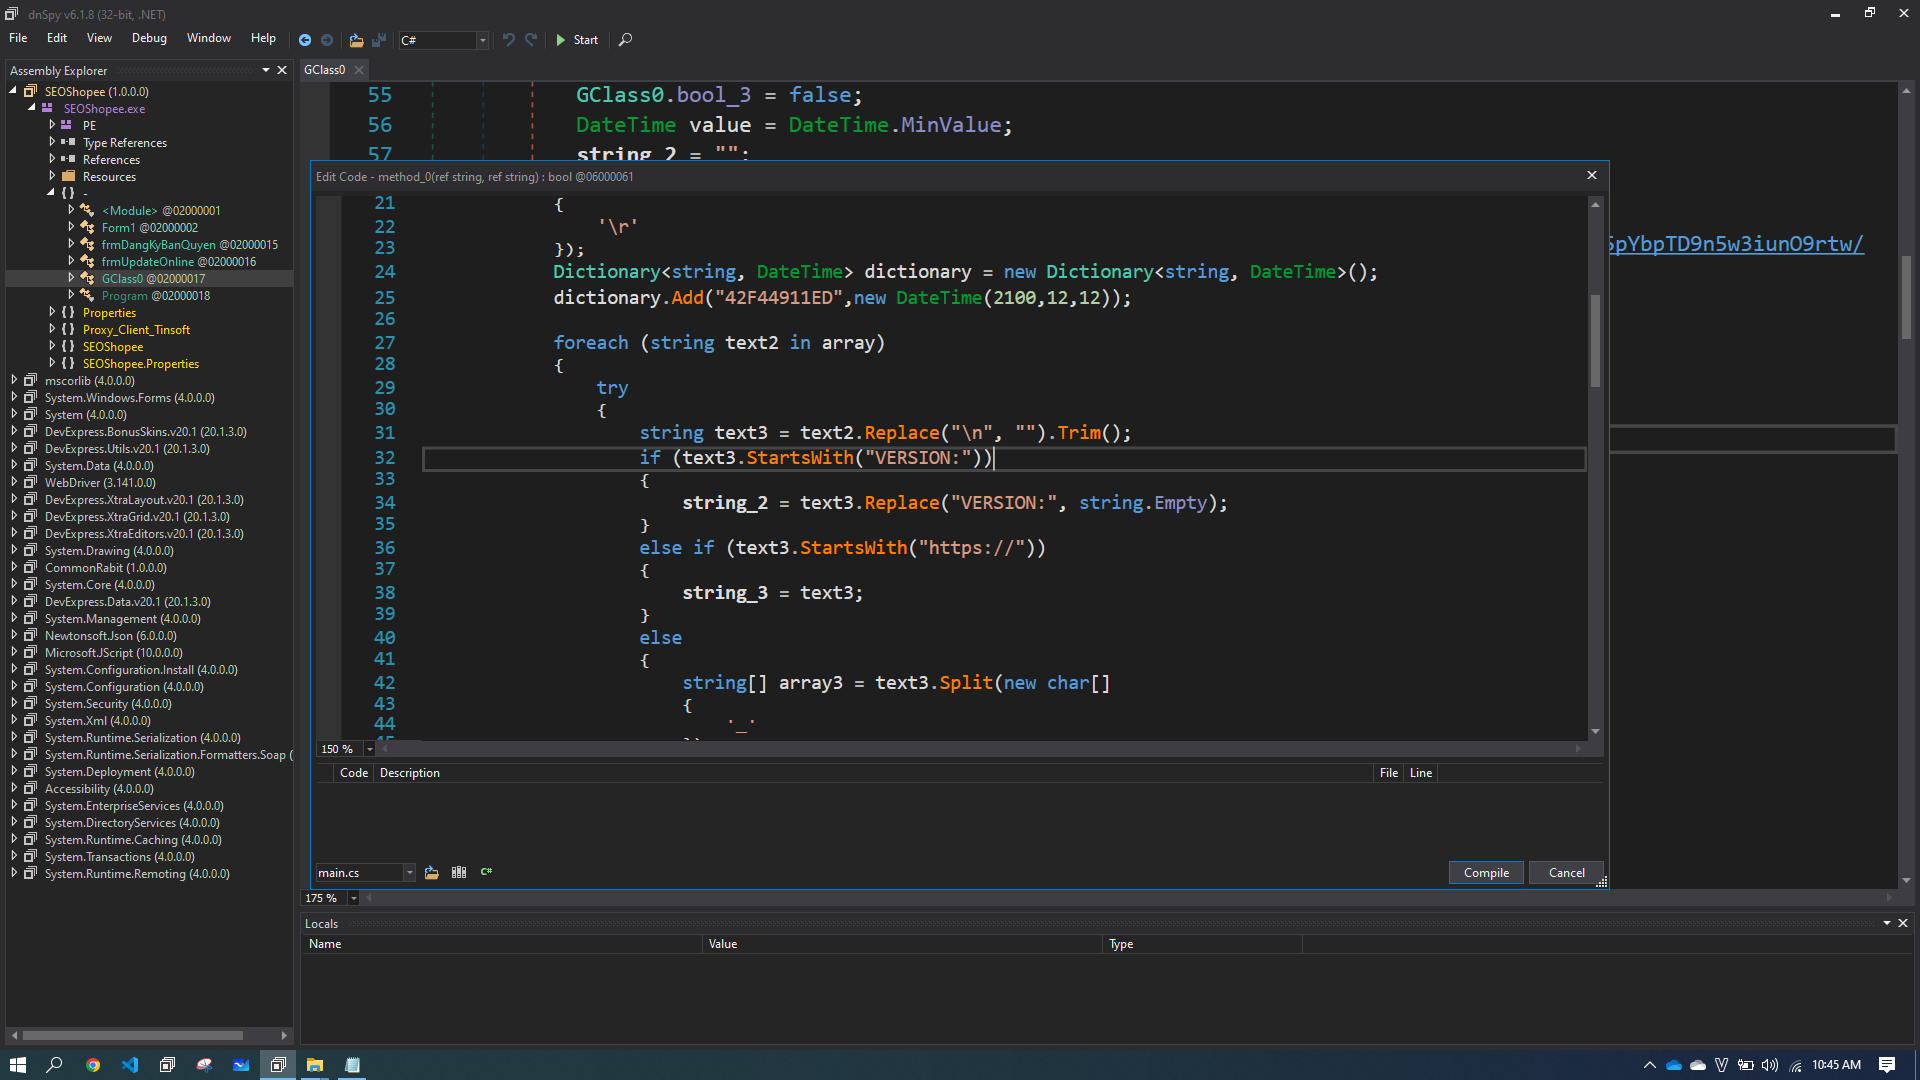 dnSpy v6.1.8 (32-bit, .NET)
File Edit View Debug Window Help C# Start
Assembly Explorer
SEOShopee (1.0.0.0)
SEOShopee.exe
PE
Type References
References
Resources
{ } -
<Module> @02000001
Form1 @02000002
frmDangKyBanQuyen @02000015
frmUpdateOnline @02000016
GClass0 @02000017
Program @02000018
{ } Properties
{ } Proxy_Client_Tinsoft
{ } SEOShopee
{ } SEOShopee.Properties
mscorlib (4.0.0.0)
System.Windows.Forms (4.0.0.0)
System (4.0.0.0)
DevExpress.BonusSkins.v20.1 (20.1.3.0)
DevExpress.Utils.v20.1 (20.1.3.0)
System.Data (4.0.0.0)
WebDriver (3.141.0.0)
DevExpress.XtraLayout.v20.1 (20.1.3.0)
DevExpress.XtraGrid.v20.1 (20.1.3.0)
DevExpress.XtraEditors.v20.1 (20.1.3.0)
System.Drawing (4.0.0.0)
CommonRabit (1.0.0.0)
System.Core (4.0.0.0)
DevExpress.Data.v20.1 (20.1.3.0)
System.Management (4.0.0.0)
Newtonsoft.Json (6.0.0.0)
Microsoft.JScript (10.0.0.0)
System.Configuration.Install (4.0.0.0)
System.Configuration (4.0.0.0)
System.Security (4.0.0.0)
System.Xml (4.0.0.0)
System.Runtime.Serialization (4.0.0.0)
System.Runtime.Serialization.Formatters.Soap (
System.Deployment (4.0.0.0)
Accessibility (4.0.0.0)
System.EnterpriseServices (4.0.0.0)
System.DirectoryServices (4.0.0.0)
System.Runtime.Caching (4.0.0.0)
System.Transactions (4.0.0.0)
System.Runtime.Remoting (4.0.0.0)
GClass0
55 GClass0.bool_3 = false;
56 DateTime value = DateTime.MinValue;
57 string_2 = "";
5pYbpTD9n5w3iunO9rtw/
Edit Code - method_0(ref string, ref string) : bool @06000061
21 {
22 '\r'
23 });
24 Dictionary<string, DateTime> dictionary = new Dictionary<string, DateTime>();
25 dictionary.Add("42F44911ED",new DateTime(2100,12,12));
26
27 foreach (string text2 in array)
28 {
29 try
30 {
31 string text3 = text2.Replace("\n", "").Trim();
32 if (text3.StartsWith("VERSION:"))
33 {
34 string_2 = text3.Replace("VERSION:", string.Empty);
35 }
36 else if (text3.StartsWith("https://"))
37 {
38 string_3 = text3;
39 }
40 else
41 {
42 string[] array3 = text3.Split(new char[]
43 {
44 '_'
45 })
150 %
Code Description File Line
main.cs C# Compile Cancel
175 %
Locals
Name Value Type
10:45 AM